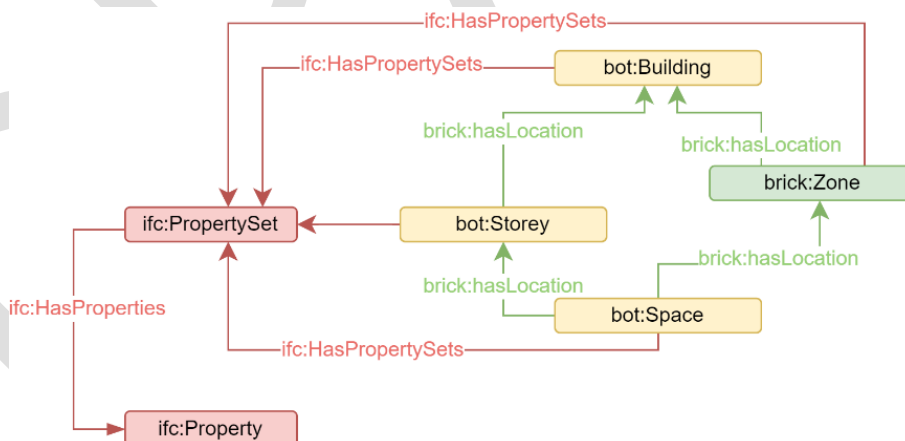 ifc:HasPropertySets
ifc:HasPropertySets
bot:Building
brick:hasLocation
brick:hasLocation
brick:Zone
ifc:PropertySet
bot:Storey
brick:hasLocation
brick:hasLocation
ifc:HasProperties
bot:Space
ifc:HasPropertySets
ifc:Property